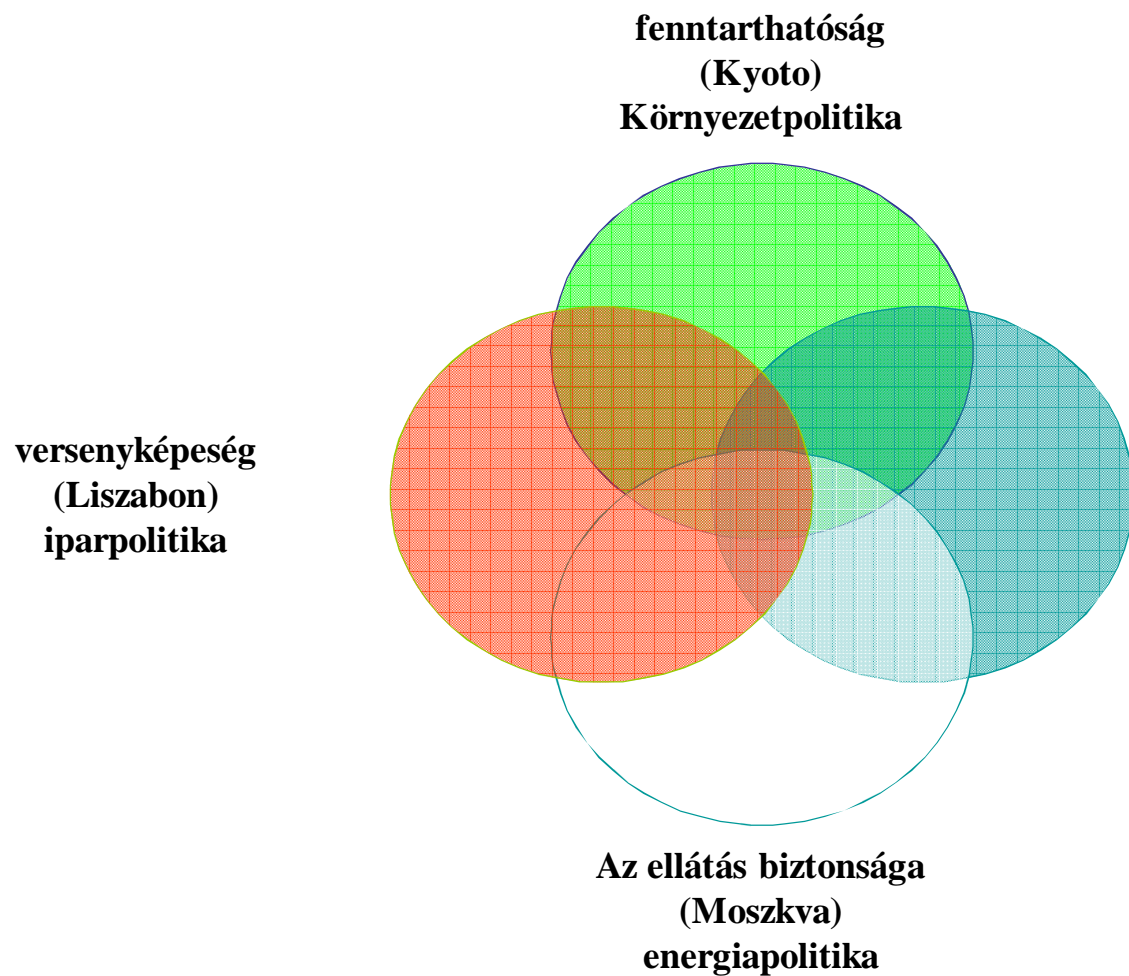 fenntarthatóság
(Kyoto)
Környezetpolitika
versenyképeség
(Liszabon)
iparpolitika
Az ellátás biztonsága
(Moszkva)
energiapolitika